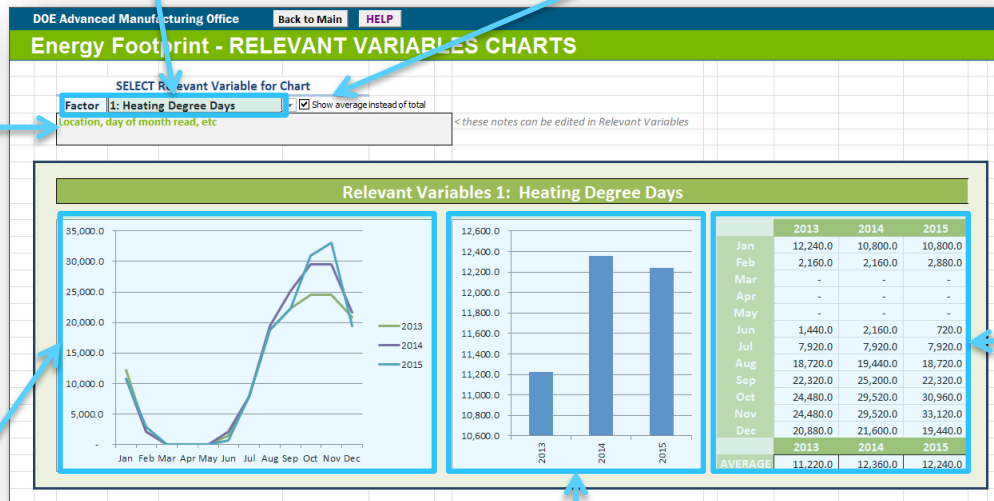 DOE Advanced Manufacturing Office Back to Main HELP
Energy Footprint - RELEVANT VARIABLES CHARTS
SELECT Relevant Variable for Chart
Factor 1: Heating Degree Days Show average instead of total
Location, day of month read, etc < these notes can be edited in Relevant Variables
Relevant Variables 1: Heating Degree Days
35,000.0
30,000.0
25,000.0
20,000.0
15,000.0
10,000.0
5,000.0
-
Jan Feb Mar Apr May Jun Jul Aug Sep Oct Nov Dec
2013
2014
2015
12,600.0
12,400.0
12,200.0
12,000.0
11,800.0
11,600.0
11,400.0
11,200.0
11,000.0
10,800.0
10,600.0
2013 2014 2015
2013 2014 2015
Jan 12,240.0 10,800.0 10,800.0
Feb 2,160.0 2,160.0 2,880.0
Mar - - -
Apr - - -
May - - -
Jun 1,440.0 2,160.0 720.0
Jul 7,920.0 7,920.0 7,920.0
Aug 18,720.0 19,440.0 18,720.0
Sep 22,320.0 25,200.0 22,320.0
Oct 24,480.0 29,520.0 30,960.0
Nov 24,480.0 29,520.0 33,120.0
Dec 20,880.0 21,600.0 19,440.0
2013 2014 2015
AVERAGE 11,220.0 12,360.0 12,240.0